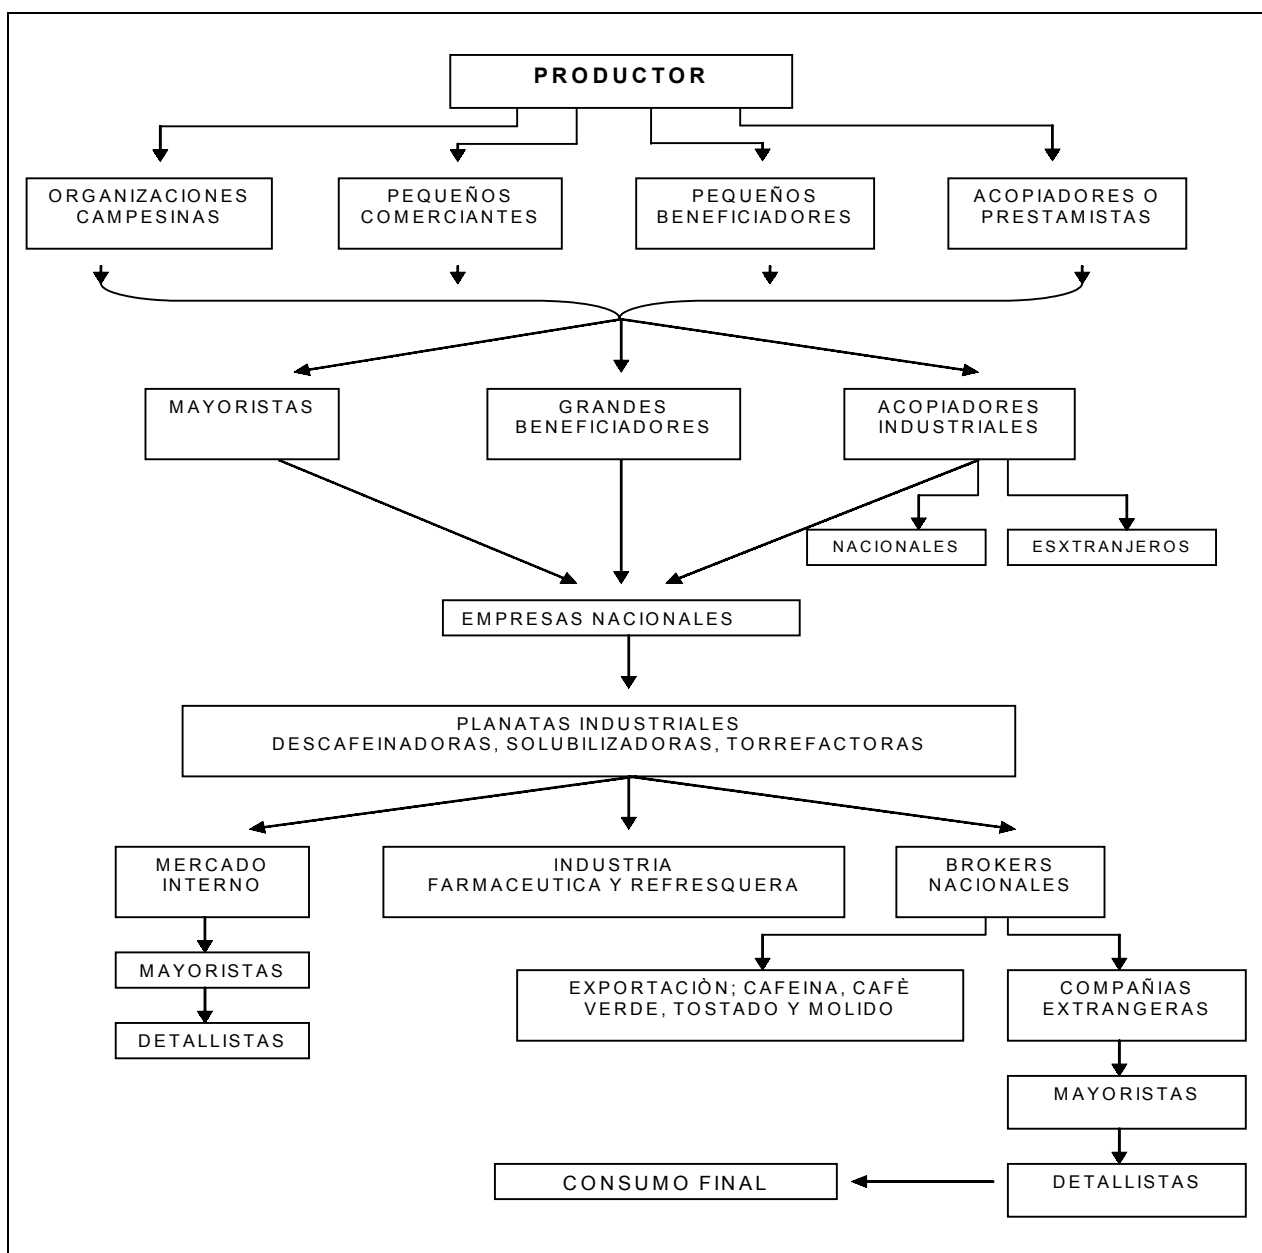 PRODUCTOR
ORGANIZACIONES
CAMPESINAS
PEQUEÑOS
COMERCIANTES
PEQUEÑOS
BENEFICIADORES
ACOPIADORES O
PRESTAMISTAS
MAYORISTAS
GRANDES
BENEFICIADORES
ACOPIADORES
INDUSTRIALES
NACIONALES
ESXTRANJEROS
EMPRESAS NACIONALES
PLANATAS INDUSTRIALES
DESCAFEINADORAS, SOLUBILIZADORAS, TORREFACTORAS
MERCADO
INTERNO
INDUSTRIA
FARMACEUTICA Y REFRESQUERA
BROKERS
NACIONALES
MAYORISTAS
EXPORTACIÒN; CAFEINA, CAFÈ
VERDE, TOSTADO Y MOLIDO
COMPAÑIAS
EXTRANGERAS
DETALLISTAS
MAYORISTAS
CONSUMO FINAL
DETALLISTAS